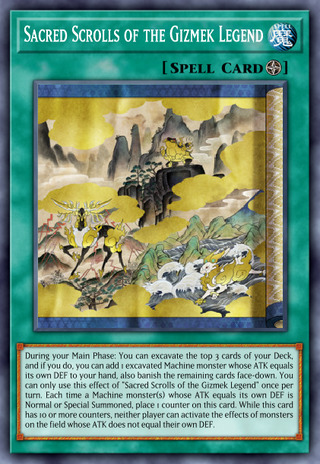 Sacred Scrolls of the Gizmek Legend
魔
[Spell Card]
During your Main Phase: You can excavate the top 3 cards of your Deck,
and if you do, you can add 1 excavated Machine monster whose ATK equals
its own DEF to your hand, also banish the remaining cards face-down. You
can only use this effect of "Sacred Scrolls of the Gizmek Legend" once per
turn. Each time a Machine monster(s) whose ATK equals its own DEF is
Normal or Special Summoned, place 1 counter on this card. While this card
has 10 or more counters, neither player can activate the effects of monsters
on the field whose ATK does not equal their own DEF.